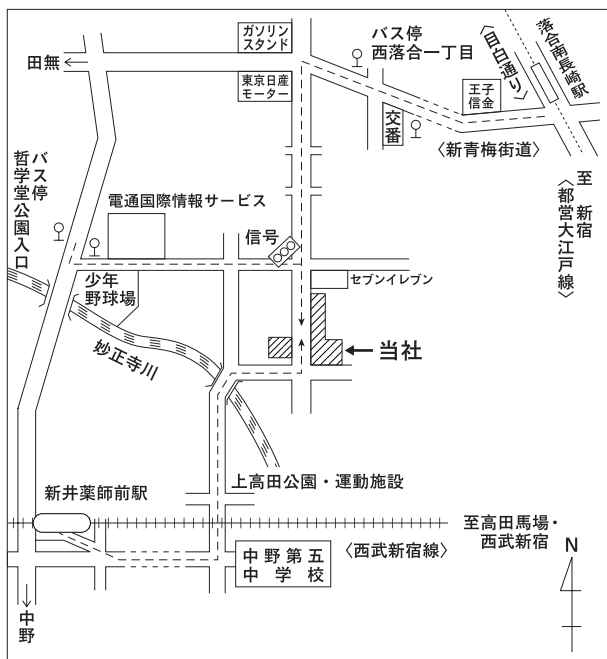 ガソリン
スタンド
バス停
西落合一丁目
落合南長崎駅
〈目白通り〉
田無
東京日産
モーター
王子
信金
交番
〈新青梅街道〉
至 新宿
〈都営大江戸線〉
バス停
哲学堂公園入口
電通国際情報サービス
信号
セブンイレブン
少年
野球場
妙正寺川
当社
上高田公園・運動施設
新井薬師前駅
至高田馬場・
西武新宿
〈西武新宿線〉
中野第五
中学校
中野
N